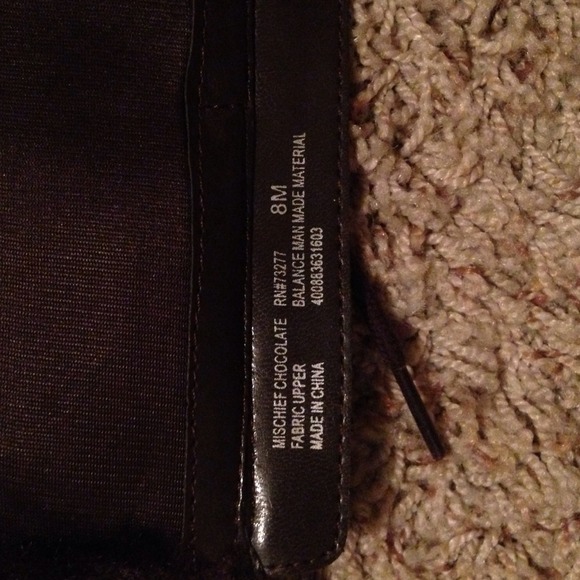 MISCHIEF CHOCOLATE RN#73277 8M
FABRIC UPPER BALANCE MAN MADE MATERIAL
MADE IN CHINA 400883631603